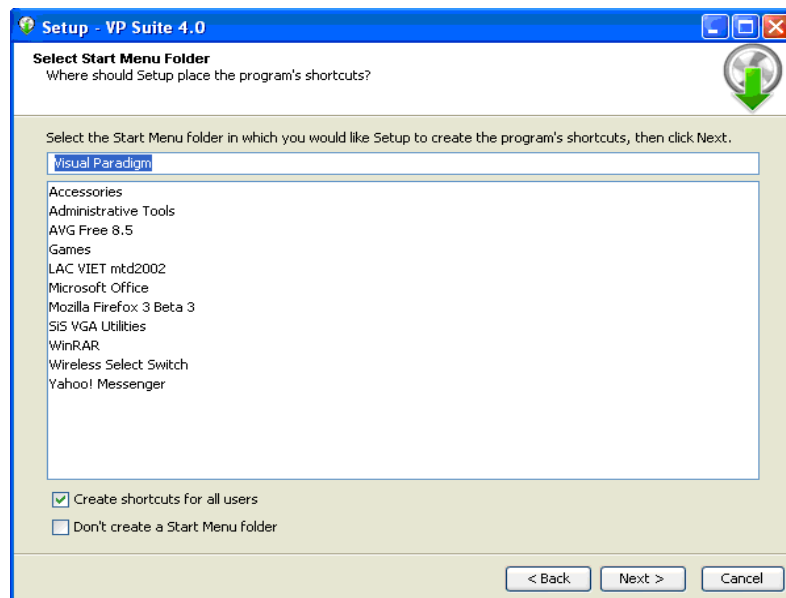 Setup - VP Suite 4.0
Select Start Menu Folder
Where should Setup place the program's shortcuts?
Select the Start Menu folder in which you would like Setup to create the program's shortcuts, then click Next.
Visual Paradigm
Accessories
Administrative Tools
AVG Free 8.5
Games
LAC VIET mtd2002
Microsoft Office
Mozilla Firefox 3 Beta 3
SiS VGA Utilities
WinRAR
Wireless Select Switch
Yahoo! Messenger
Create shortcuts for all users
Don't create a Start Menu folder
< Back Next > Cancel